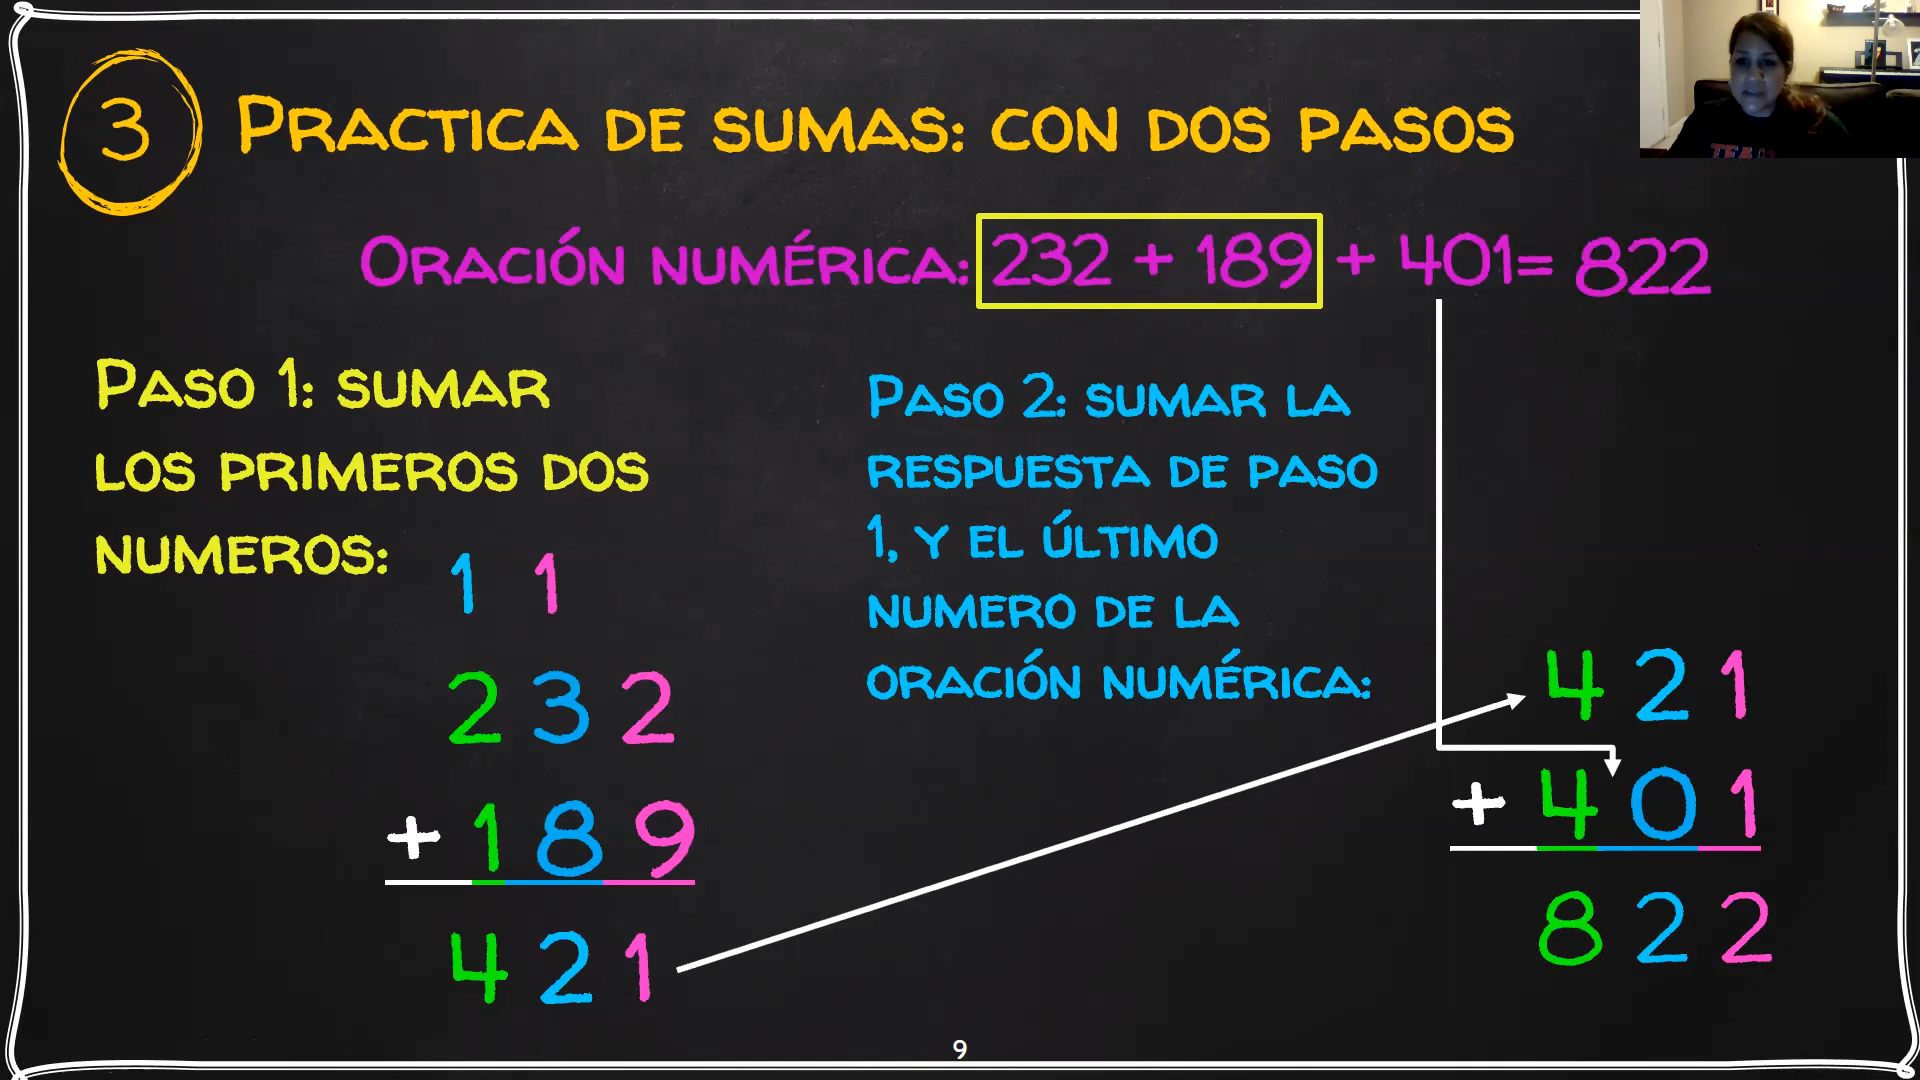 3
PRACTICA DE SUMAS: CON DOS PASOS
ORACIÓN NUMÉRICA: 232 + 189 + 401= 822
PASO 1: SUMAR
LOS PRIMEROS DOS
NUMEROS:
1 1
2 3 2
+ 1 8 9
4 2 1
PASO 2: SUMAR LA
RESPUESTA DE PASO
1, Y EL ÚLTIMO
NUMERO DE LA
ORACIÓN NUMÉRICA:
4 2 1
+ 4 0 1
8 2 2
9